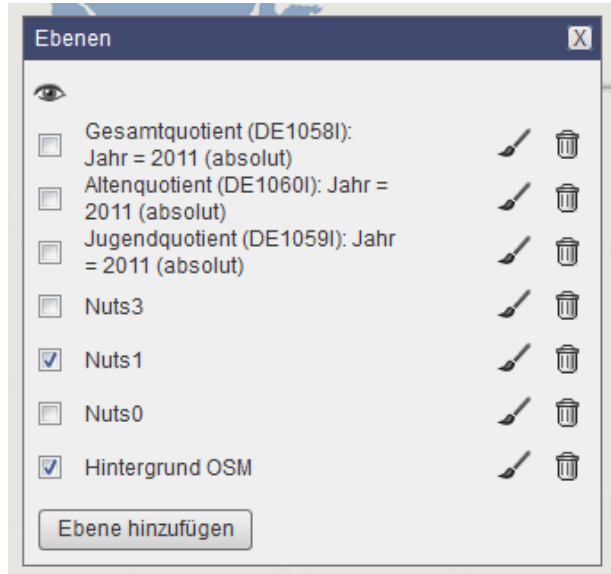 Ebenen X
Gesamtquotient (DE1058I):
Jahr = 2011 (absolut)
Altenquotient (DE1060I): Jahr =
2011 (absolut)
Jugendquotient (DE1059I): Jahr
= 2011 (absolut)
Nuts3
Nuts1
Nuts0
Hintergrund OSM
Ebene hinzufügen